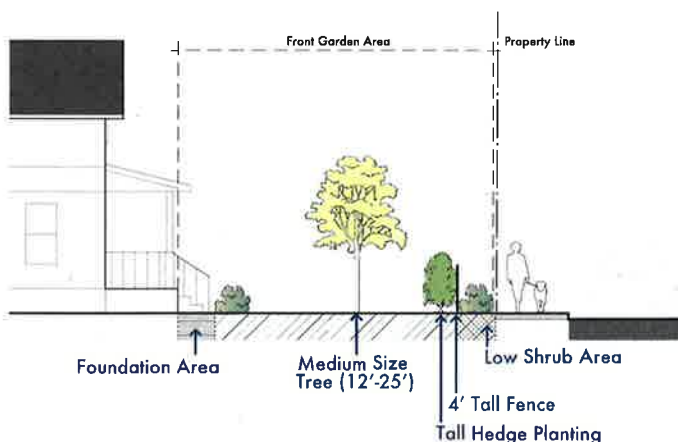 Front Garden Area
Property Line
Foundation Area
Medium Size
Tree (12'-25')
Low Shrub Area
4' Tall Fence
Tall Hedge Planting